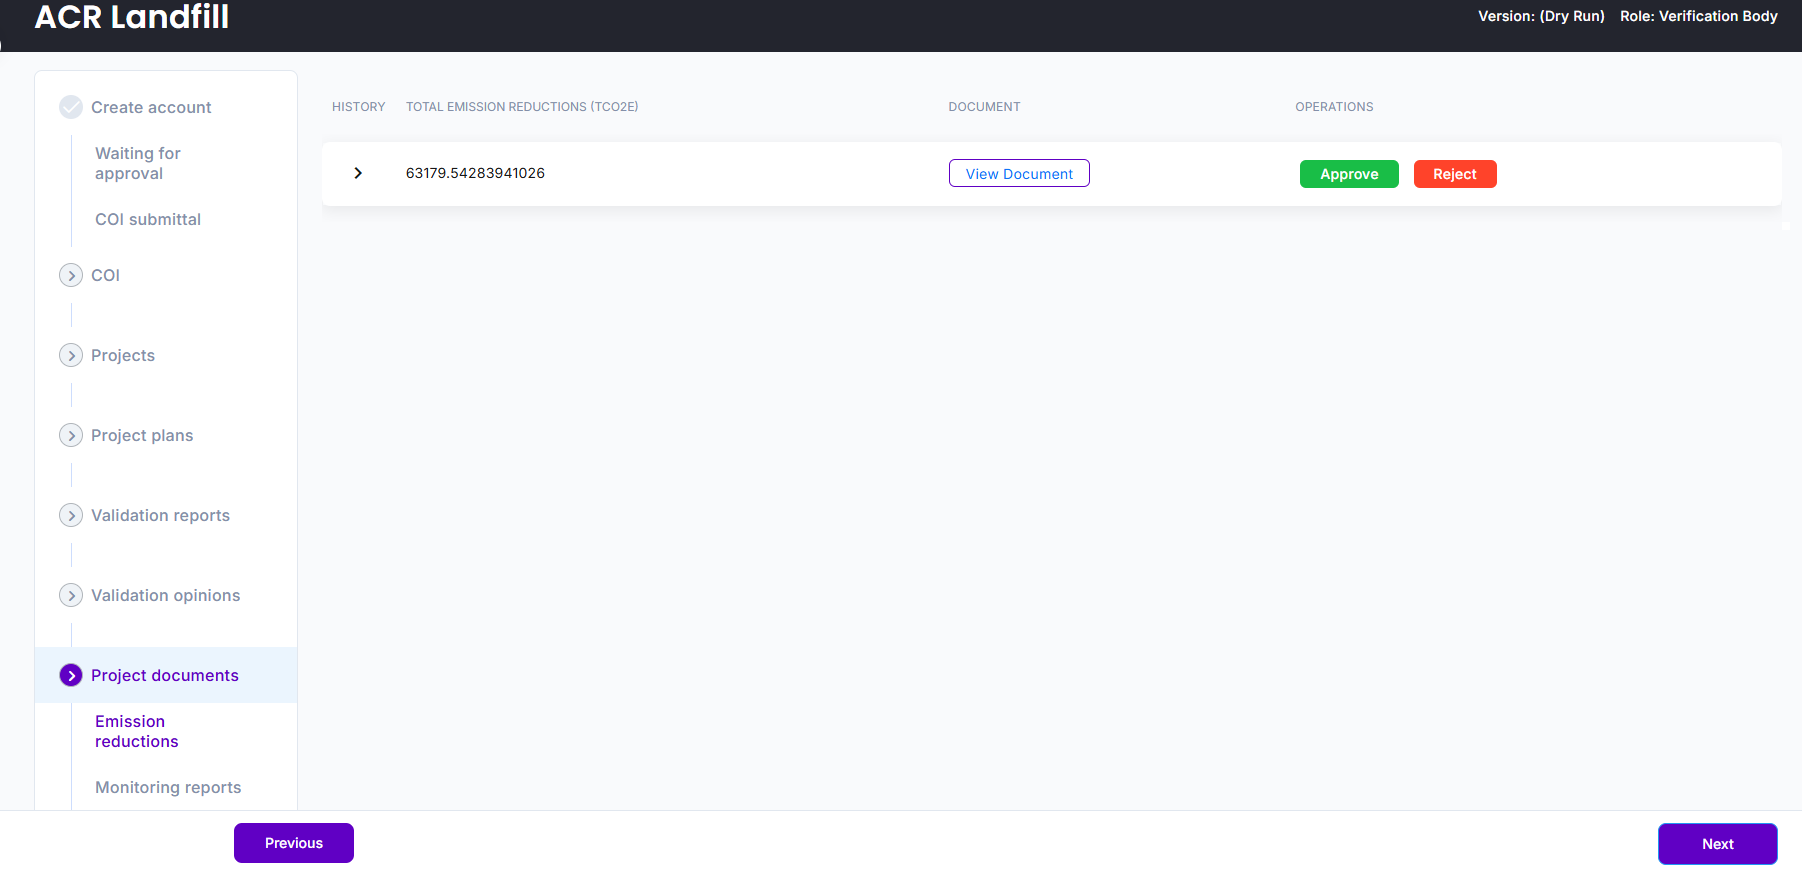 ACR Landfill
Version: (Dry Run) Role: Verification Body
Create account
Waiting for
approval
COI submittal
COI
Projects
Project plans
Validation reports
Validation opinions
Project documents
Emission
reductions
Monitoring reports
HISTORY TOTAL EMISSION REDUCTIONS (TCO2E) DOCUMENT OPERATIONS
63179.54283941026 View Document Approve Reject
Previous Next